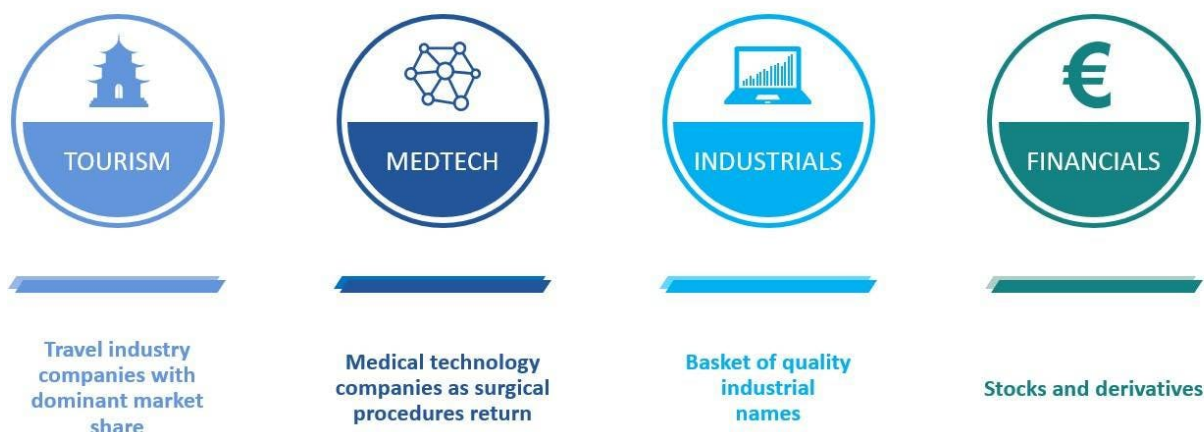 TOURISM
MEDTECH
INDUSTRIALS
€
FINANCIALS
Travel industry
companies with
dominant market
share
Medical technology
companies as surgical
procedures return
Basket of quality
industrial
names
Stocks and derivatives